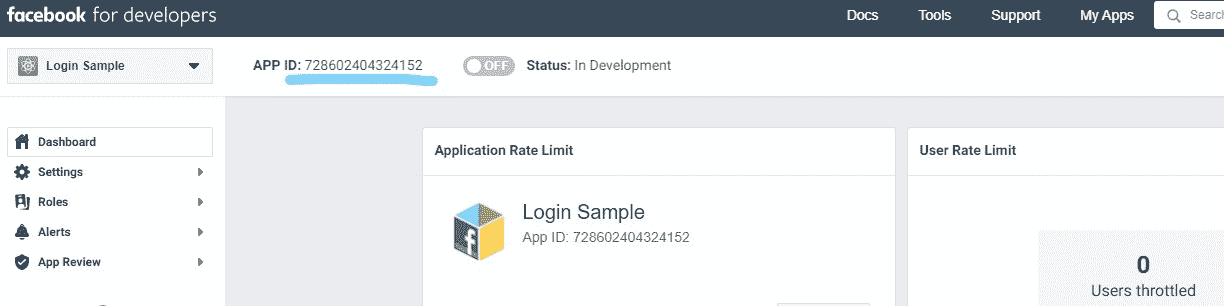 facebook for developers
Docs Tools Support My Apps Search
Login Sample
APP ID: 728602404324152
OFF Status: In Development
Dashboard
Settings
Roles
Alerts
App Review
Application Rate Limit
Login Sample
App ID: 728602404324152
User Rate Limit
0
Users throttled